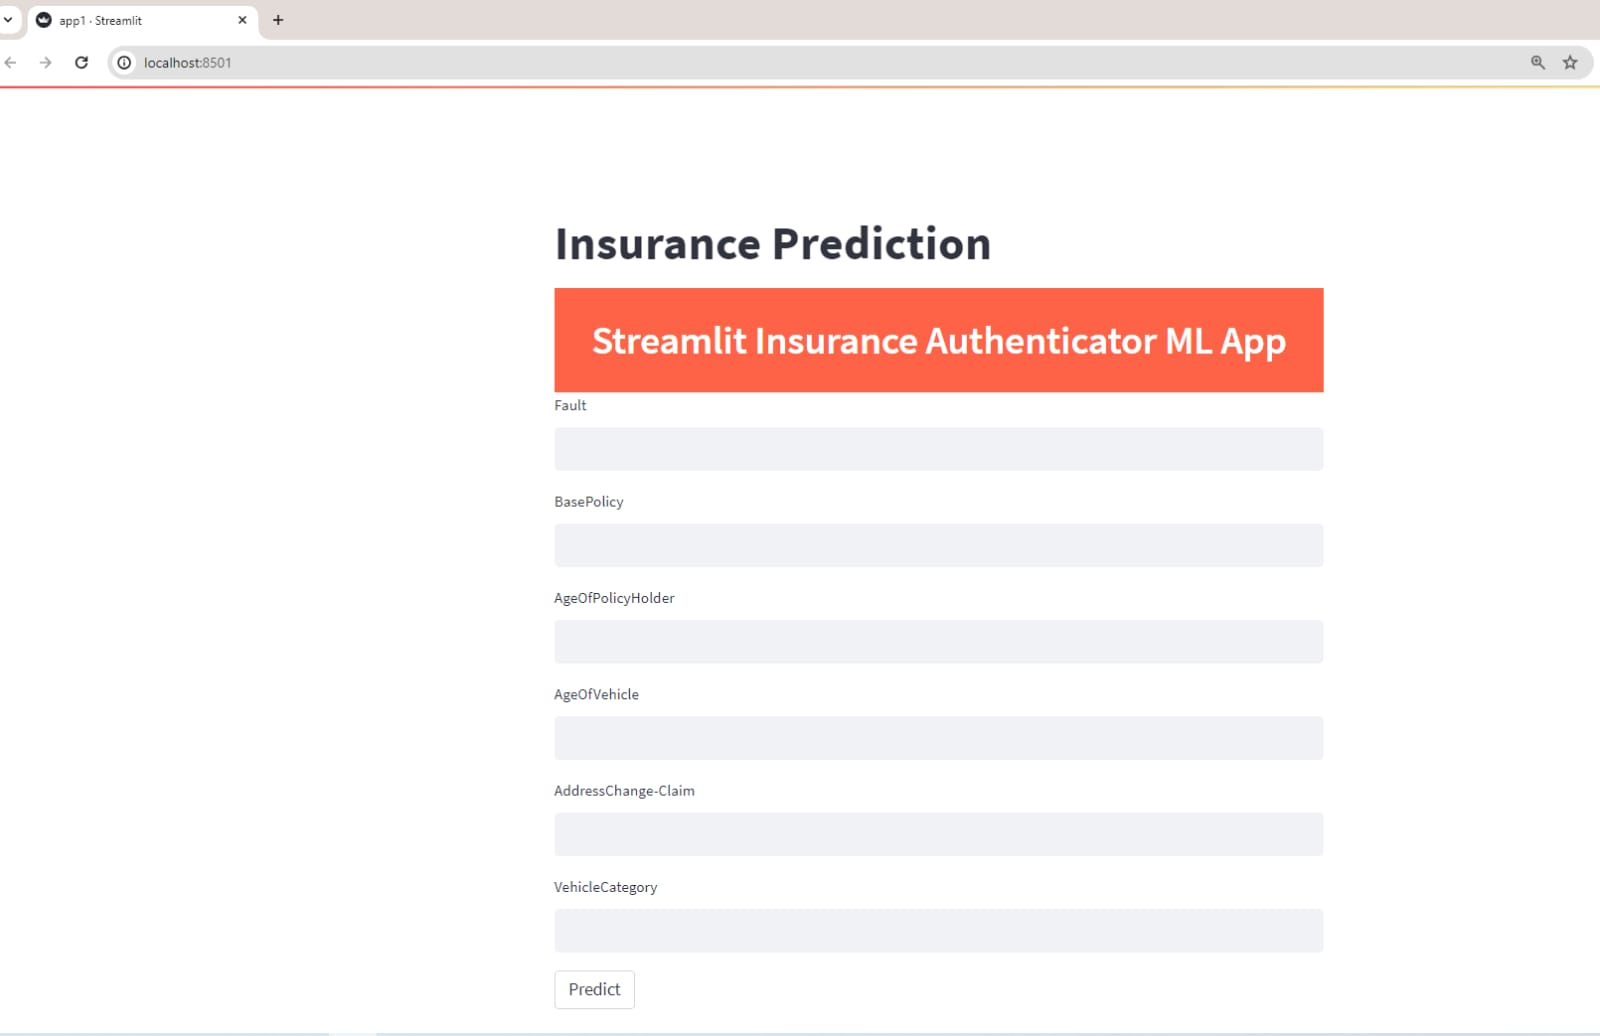 app1 · Streamlit
localhost:8501
Insurance Prediction
Streamlit Insurance Authenticator ML App
Fault
BasePolicy
AgeOfPolicyHolder
AgeOfVehicle
AddressChange-Claim
VehicleCategory
Predict